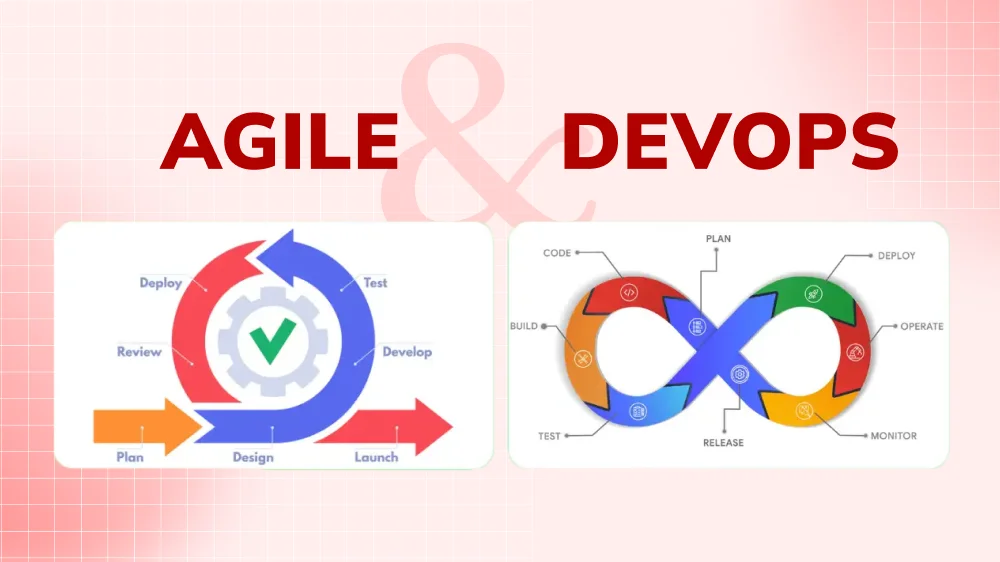 AGILE & DEVOPS
Deploy
Test
Review
Develop
Plan
Design
Launch
PLAN
CODE
DEPLOY
BUILD
OPERATE
TEST
RELEASE
MONITOR